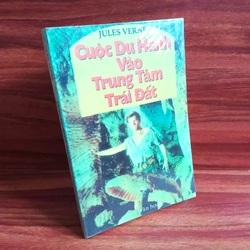 JULES VERNE
Cuộc Du Hành
Vào
Trung Tâm
Trái Đất